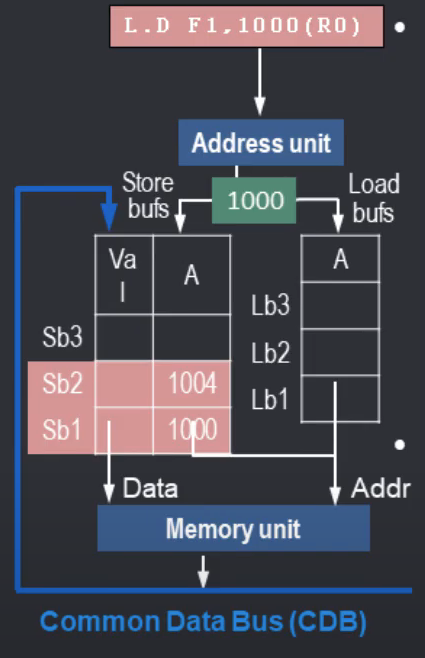 L.D F1,1000(R0)
Address unit
Store
bufs
1000
Load
bufs
Va
l
A
A
Sb3
Lb3
Sb2
1004
Lb2
Sb1
1000
Lb1
Data
Addr
Memory unit
Common Data Bus (CDB)